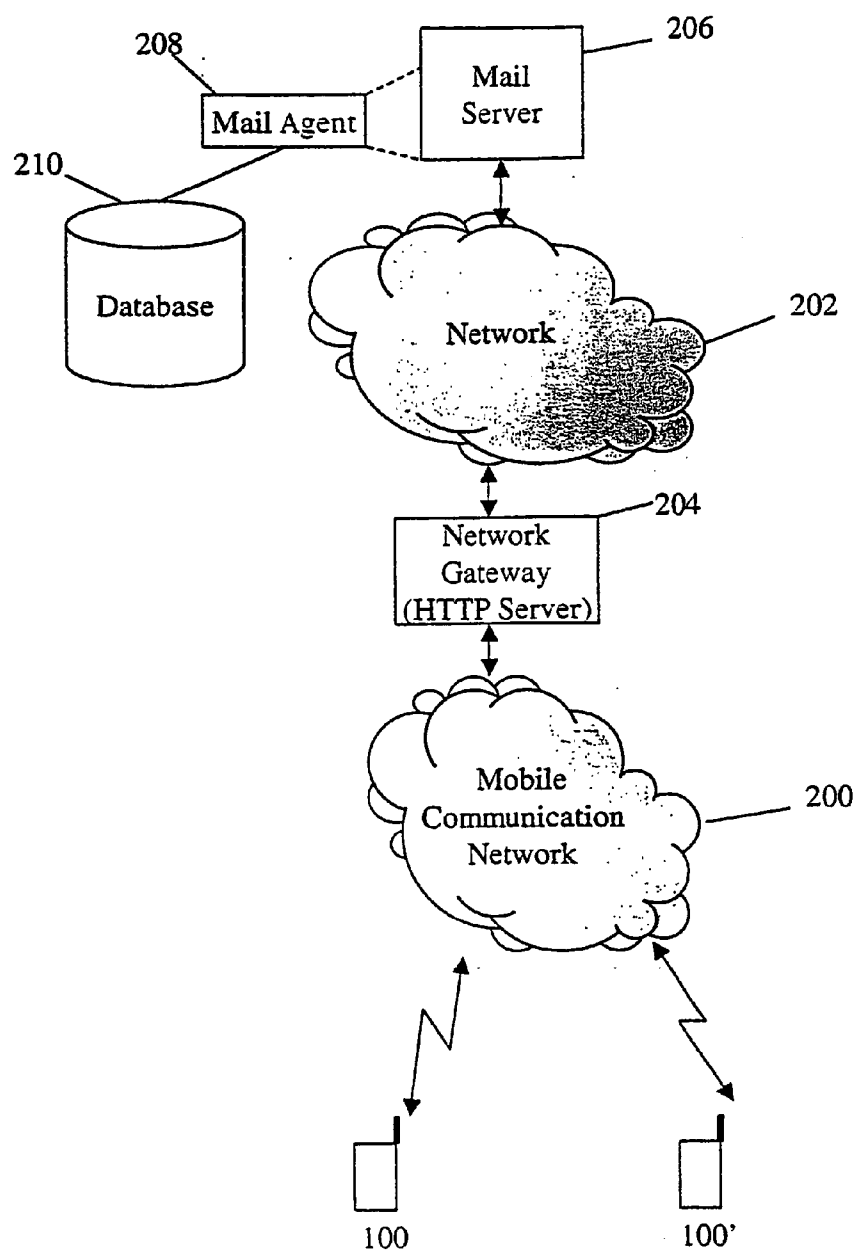 208
206
Mail
Server
Mail Agent
210
Database
Network
202
204
Network
Gateway
(HTTP Server)
Mobile
Communication
Network
200
100
100’